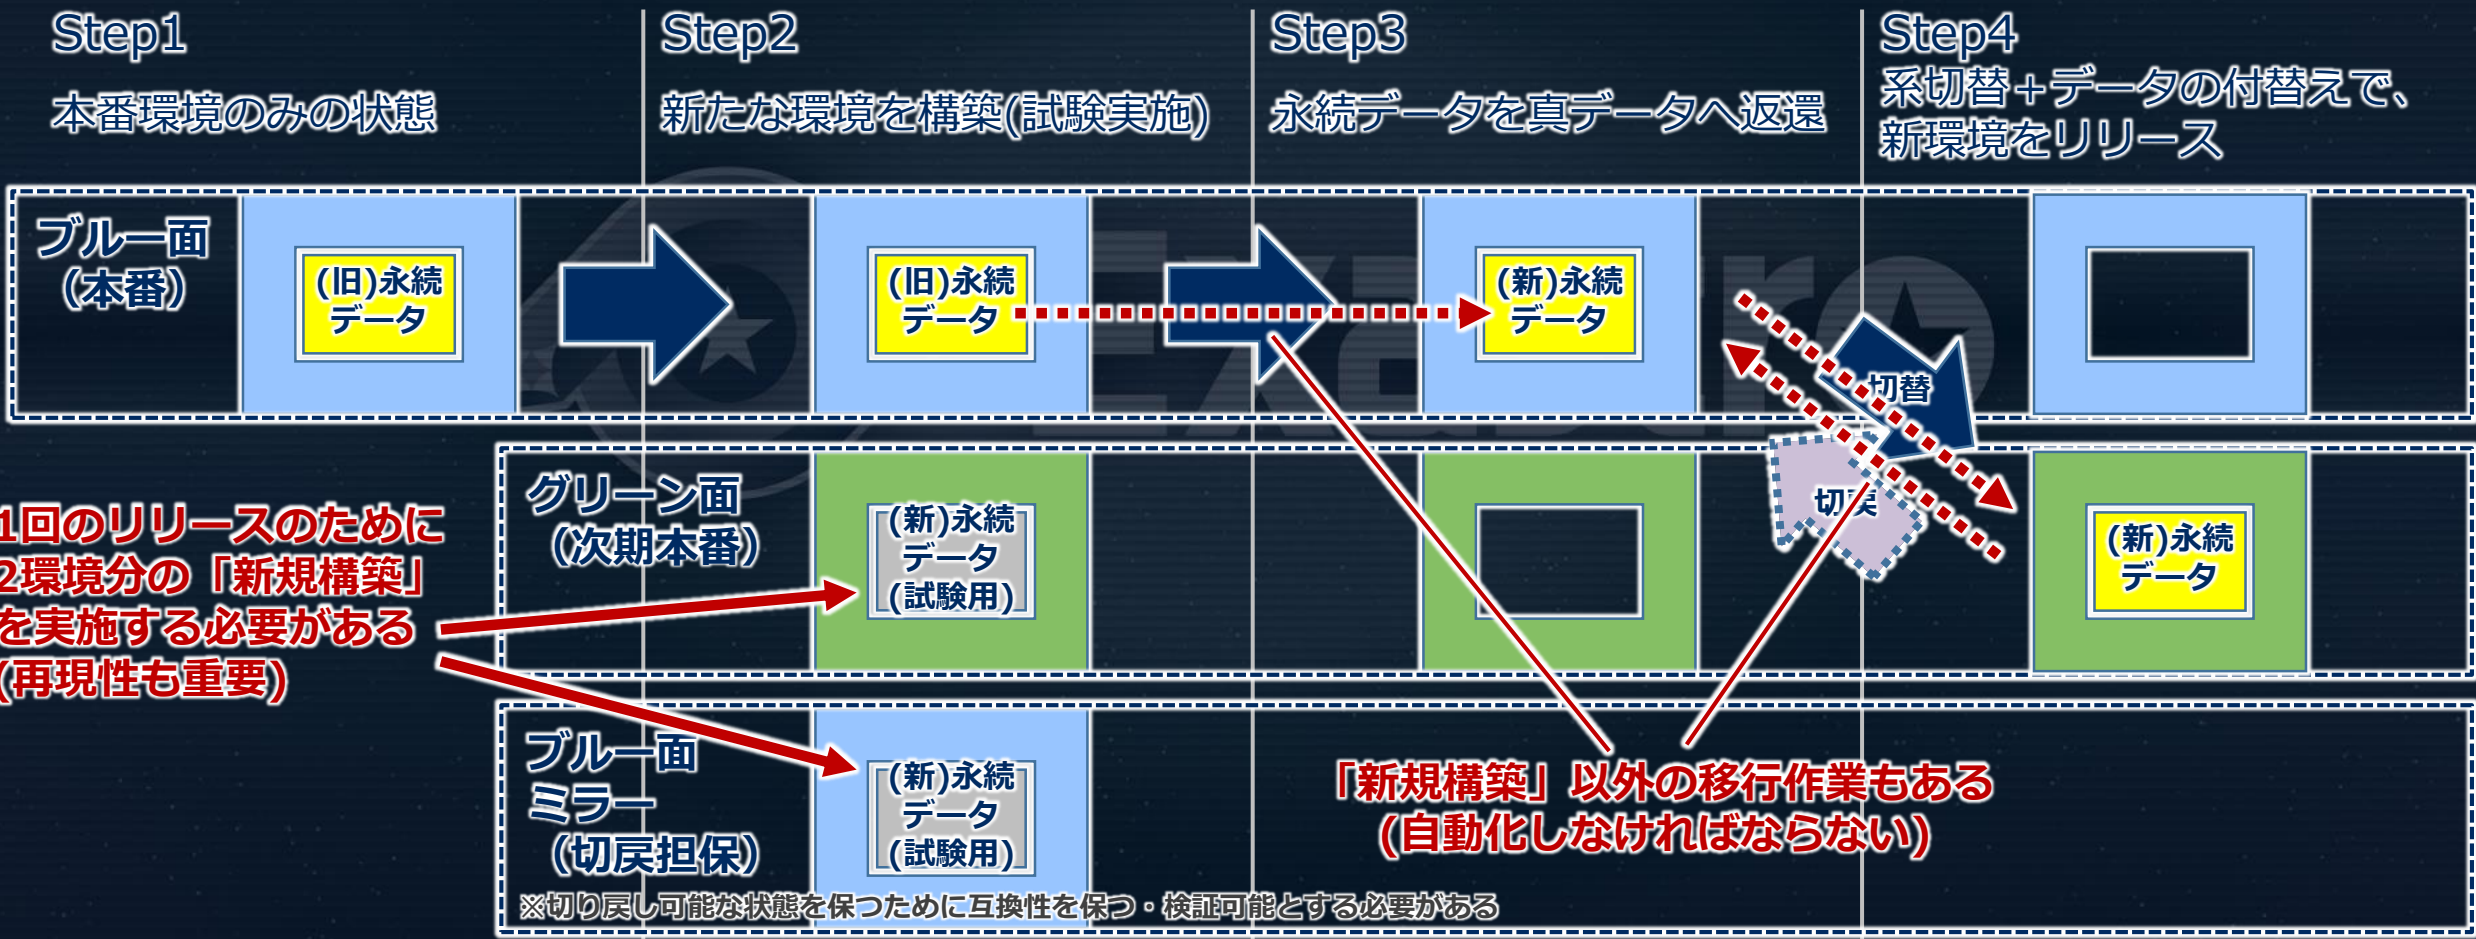 Step1
本番環境のみの状態
Step2
新たな環境を構築(試験実施)
Step3
永続データを真データへ返還
Step4
系切替+データの付替えで、
新環境をリリース
ブルー面
（本番）
(旧)永続
データ
(旧)永続
データ
(新)永続
データ
切替
切戻
グリーン面
（次期本番）
(新)永続
データ
(試験用)
(新)永続
データ
1回のリリースのために
2環境分の「新規構築」
を実施する必要がある
(再現性も重要)
ブルー面
ミラー
（切戻担保）
(新)永続
データ
(試験用)
「新規構築」以外の移行作業もある
(自動化しなければならない)
※切り戻し可能な状態を保つために互換性を保つ・検証可能とする必要がある
Exastro